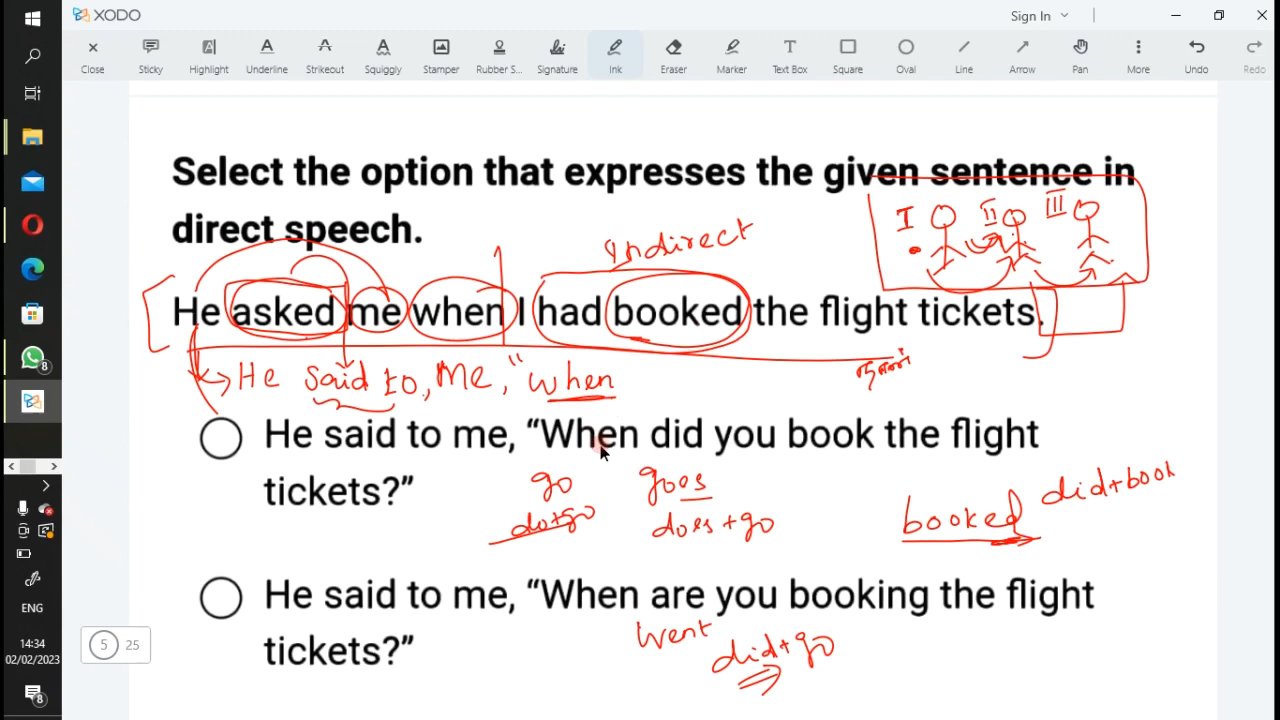 XODO
Sign In
Close Sticky Highlight Underline Strikeout Squiggly Stamper Rubber S... Signature Ink Eraser Marker Text Box Square Oval Line Arrow Pan More Undo Redo
Select the option that expresses the given sentence in
direct speech.
I II III
Indirect
He asked me when I had booked the flight tickets.
He said to, Me, "when
He said to me, “When did you book the flight
tickets?”
go goes
do+go does+go
booked did+book
He said to me, “When are you booking the flight
tickets?”
went
did+go
5 25
8
ENG
14:34
02/02/2023
8